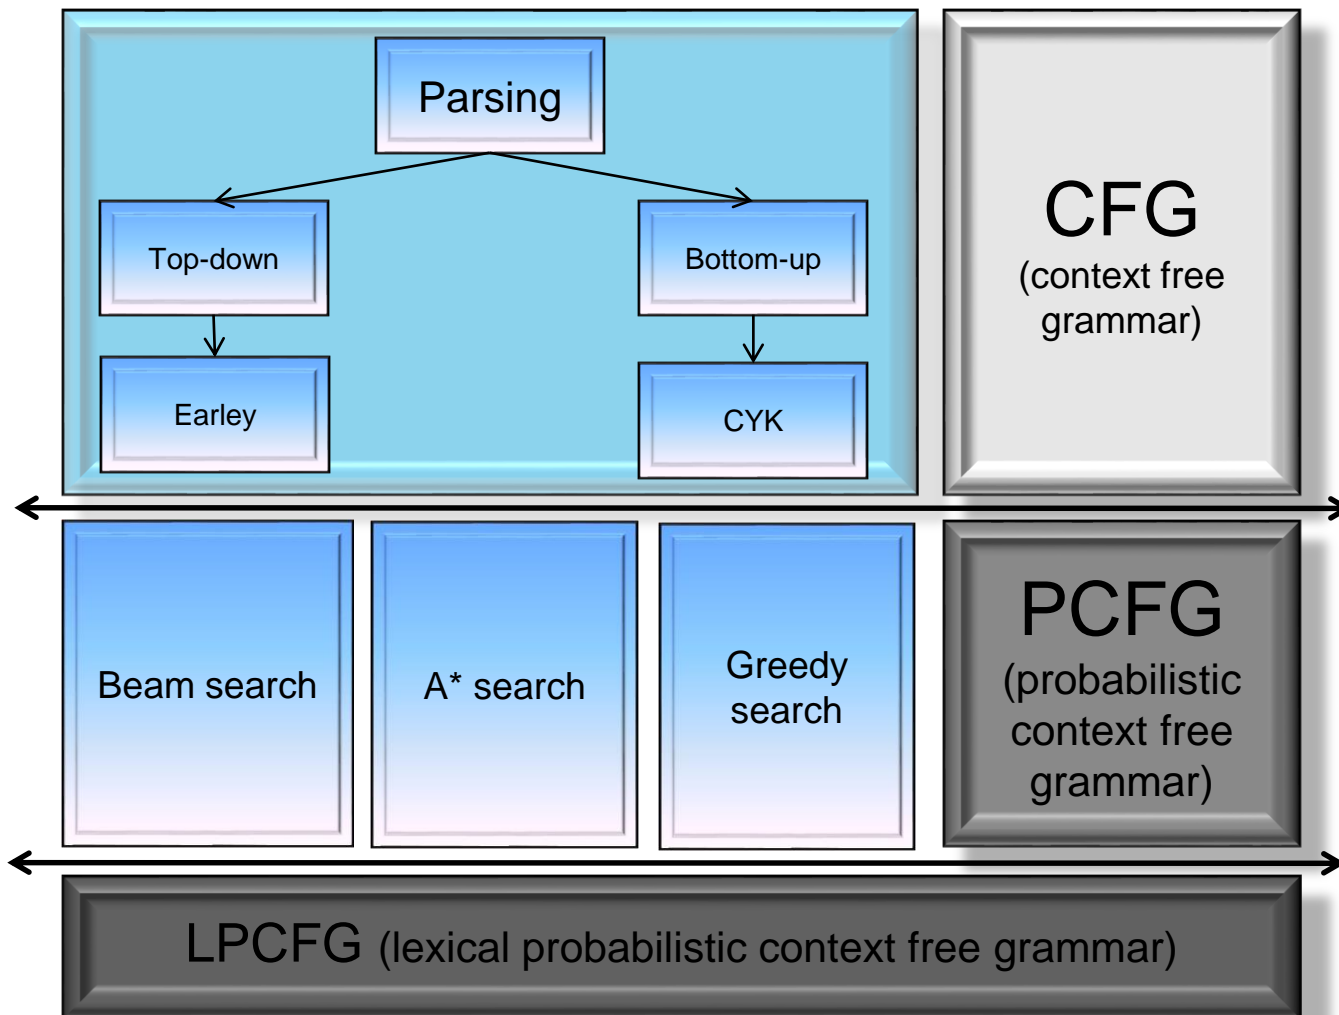 Parsing
Top-down
Bottom-up
Earley
CYK
CFG
(context free
grammar)
Beam search
A* search
Greedy
search
PCFG
(probabilistic
context free
grammar)
LPCFG (lexical probabilistic context free grammar)